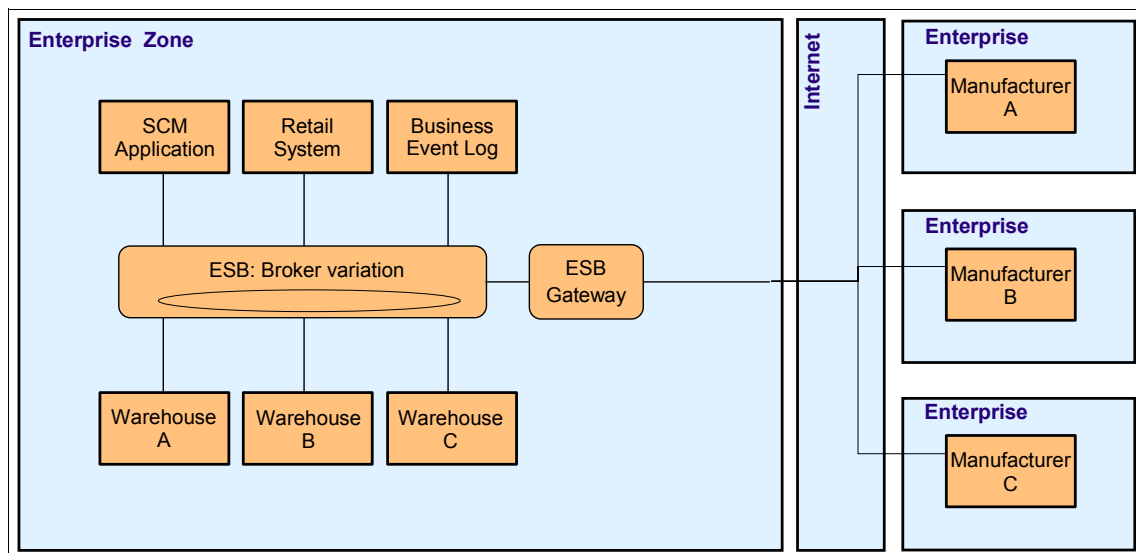 Enterprise Zone
SCM
Application
Retail
System
Business
Event Log
ESB: Broker variation
ESB
Gateway
Warehouse
A
Warehouse
B
Warehouse
C
Internet
Enterprise
Manufacturer
A
Enterprise
Manufacturer
B
Enterprise
Manufacturer
C